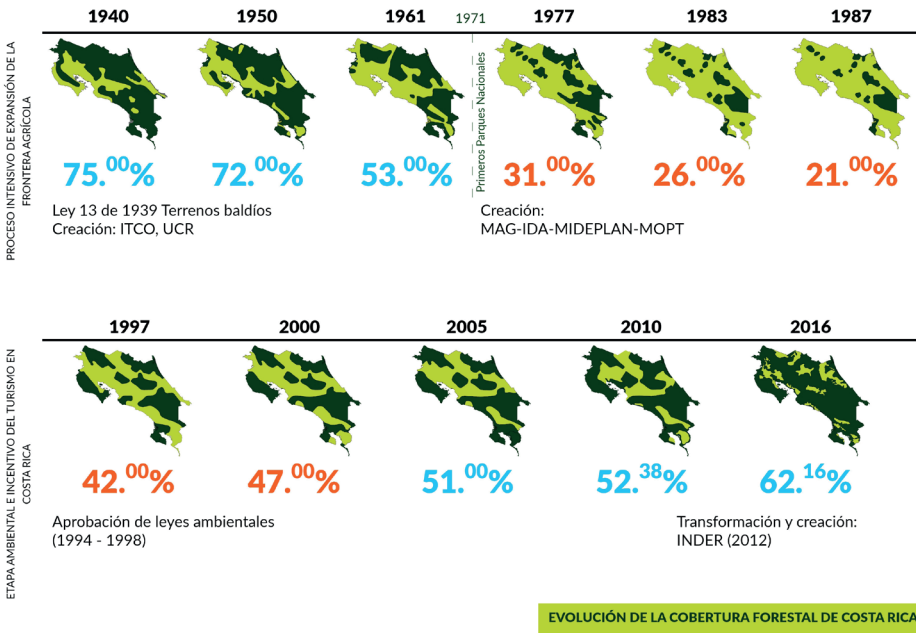 1940 1950 1961 1971 1977 1983 1987
PROCESO INTENSIVO DE EXPANSIÓN DE LA
FRONTERA AGRÍCOLA
Primeros Parques Nacionales
75.00% 72.00% 53.00% 31.00% 26.00% 21.00%
Ley 13 de 1939 Terrenos baldíos
Creación: ITCO, UCR
Creación:
MAG-IDA-MIDEPLAN-MOPT
1997 2000 2005 2010 2016
ETAPA AMBIENTAL E INCENTIVO DEL TURISMO EN
COSTA RICA
42.00% 47.00% 51.00% 52.38% 62.16%
Aprobación de leyes ambientales
(1994 - 1998)
Transformación y creación:
INDER (2012)
EVOLUCIÓN DE LA COBERTURA FORESTAL DE COSTA RICA